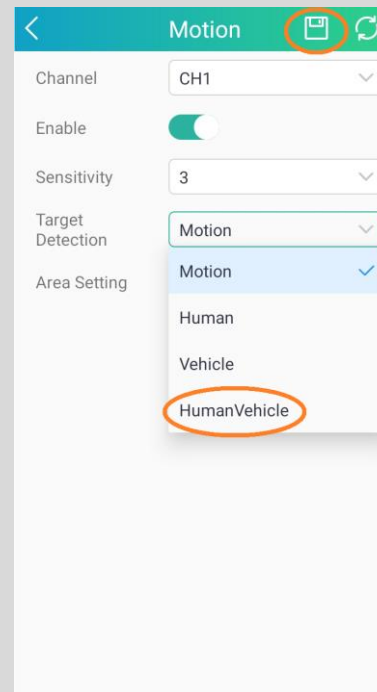 Motion
Channel CH1
Enable
Sensitivity 3
Target
Detection Motion
Area Setting Motion
Human
Vehicle
HumanVehicle